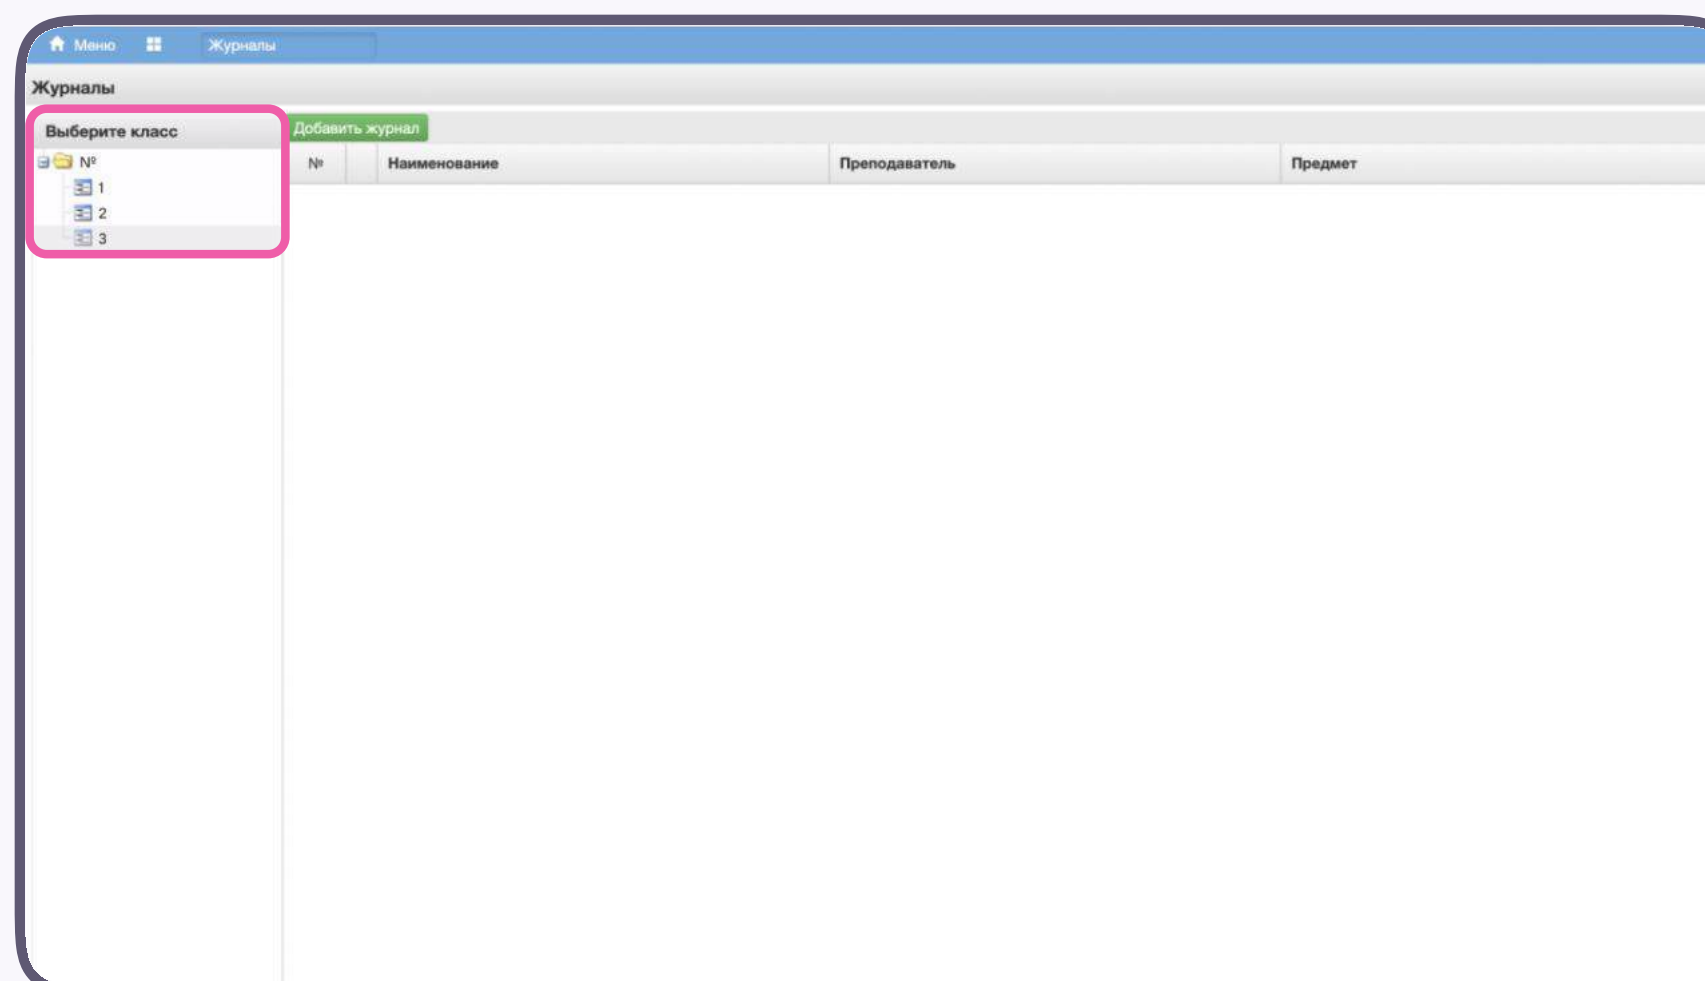 Меню Журналы
Журналы
Выберите класс
Добавить журнал
№
№ Наименование Преподаватель Предмет
1
2
3